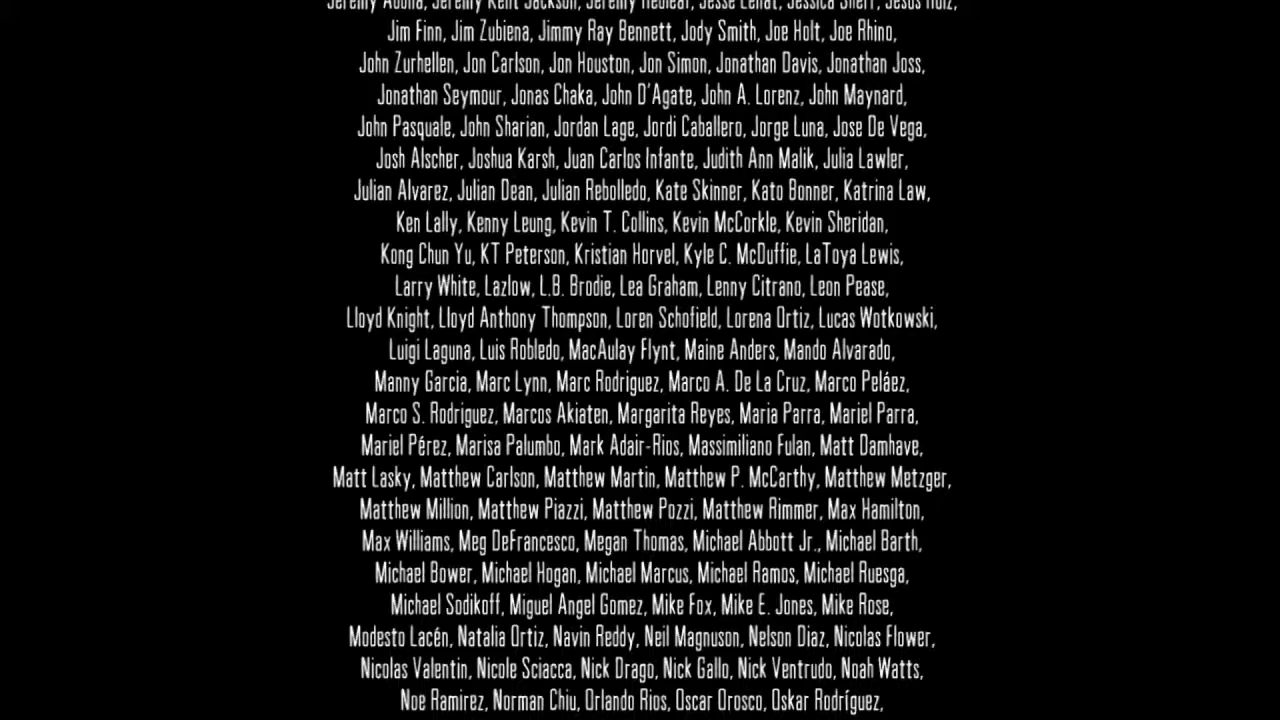 Jim Finn, Jim Zubiena, Jimmy Ray Bennett, Jody Smith, Joe Holt, Joe Rhino,
John Zurhellen, Jon Carlson, Jon Houston, Jon Simon, Jonathan Davis, Jonathan Joss,
Jonathan Seymour, Jonas Chaka, John D'Agate, John A. Lorenz, John Maynard,
John Pasquale, John Sharian, Jordan Lage, Jordi Caballero, Jorge Luna, Jose De Vega,
Josh Alscher, Joshua Karsh, Juan Carlos Infante, Judith Ann Malik, Julia Lawler,
Julian Alvarez, Julian Dean, Julian Rebolledo, Kate Skinner, Kato Bonner, Katrina Law,
Ken Lally, Kenny Leung, Kevin T. Collins, Kevin McCorkle, Kevin Sheridan,
Kong Chun Yu, KT Peterson, Kristian Horvel, Kyle C. McDuffie, LaToya Lewis,
Larry White, Lazlow, L.B. Brodie, Lea Graham, Lenny Citrano, Leon Pease,
Lloyd Knight, Lloyd Anthony Thompson, Loren Schofield, Lorena Ortiz, Lucas Wotkowski,
Luigi Laguna, Luis Robledo, MacAulay Flynt, Maine Anders, Mando Alvarado,
Manny Garcia, Marc Lynn, Marc Rodriguez, Marco A. De La Cruz, Marco Peláez,
Marco S. Rodriguez, Marcos Akiaten, Margarita Reyes, Maria Parra, Mariel Parra,
Mariel Pérez, Marisa Palumbo, Mark Adair-Rios, Massimiliano Fulan, Matt Damhave,
Matt Lasky, Matthew Carlson, Matthew Martin, Matthew P. McCarthy, Matthew Metzger,
Matthew Million, Matthew Piazzi, Matthew Pozzi, Matthew Rimmer, Max Hamilton,
Max Williams, Meg DeFrancesco, Megan Thomas, Michael Abbott Jr., Michael Barth,
Michael Bower, Michael Hogan, Michael Marcus, Michael Ramos, Michael Ruesga,
Michael Sodikoff, Miguel Angel Gomez, Mike Fox, Mike E. Jones, Mike Rose,
Modesto Lacén, Natalia Ortiz, Navin Reddy, Neil Magnuson, Nelson Diaz, Nicolas Flower,
Nicolas Valentin, Nicole Sciacca, Nick Drago, Nick Gallo, Nick Ventrudo, Noah Watts,
Noe Ramirez, Norman Chiu, Orlando Rios, Oscar Orosco, Oskar Rodríguez,